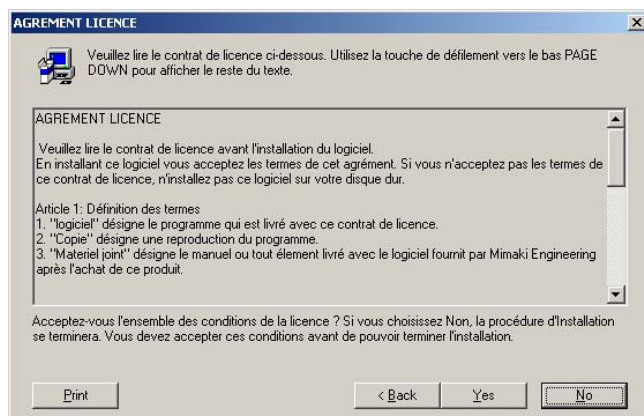 AGREMENT LICENCE
Veuillez lire le contrat de licence ci-dessous. Utilisez la touche de défilement vers le bas PAGE
DOWN pour afficher le reste du texte.
AGREMENT LICENCE
Veuillez lire le contrat de licence avant l'installation du logiciel.
En installant ce logiciel vous acceptez les termes de cet agrément. Si vous n'acceptez pas les termes de
ce contrat de licence, n'installez pas ce logiciel sur votre disque dur.
Article 1: Définition des termes
1. "logiciel" désigne le programme qui est livré avec ce contrat de licence.
2. "Copie" désigne une reproduction du programme.
3. "Materiel joint" désigne le manuel ou tout élement livré avec le logiciel fournit par Mimaki Engineering
après l'achat de ce produit.
Acceptez-vous l'ensemble des conditions de la licence ? Si vous choisissez Non, la procédure d'Installation
se terminera. Vous devez accepter ces conditions avant de pouvoir terminer l'installation.
Print < Back Yes No